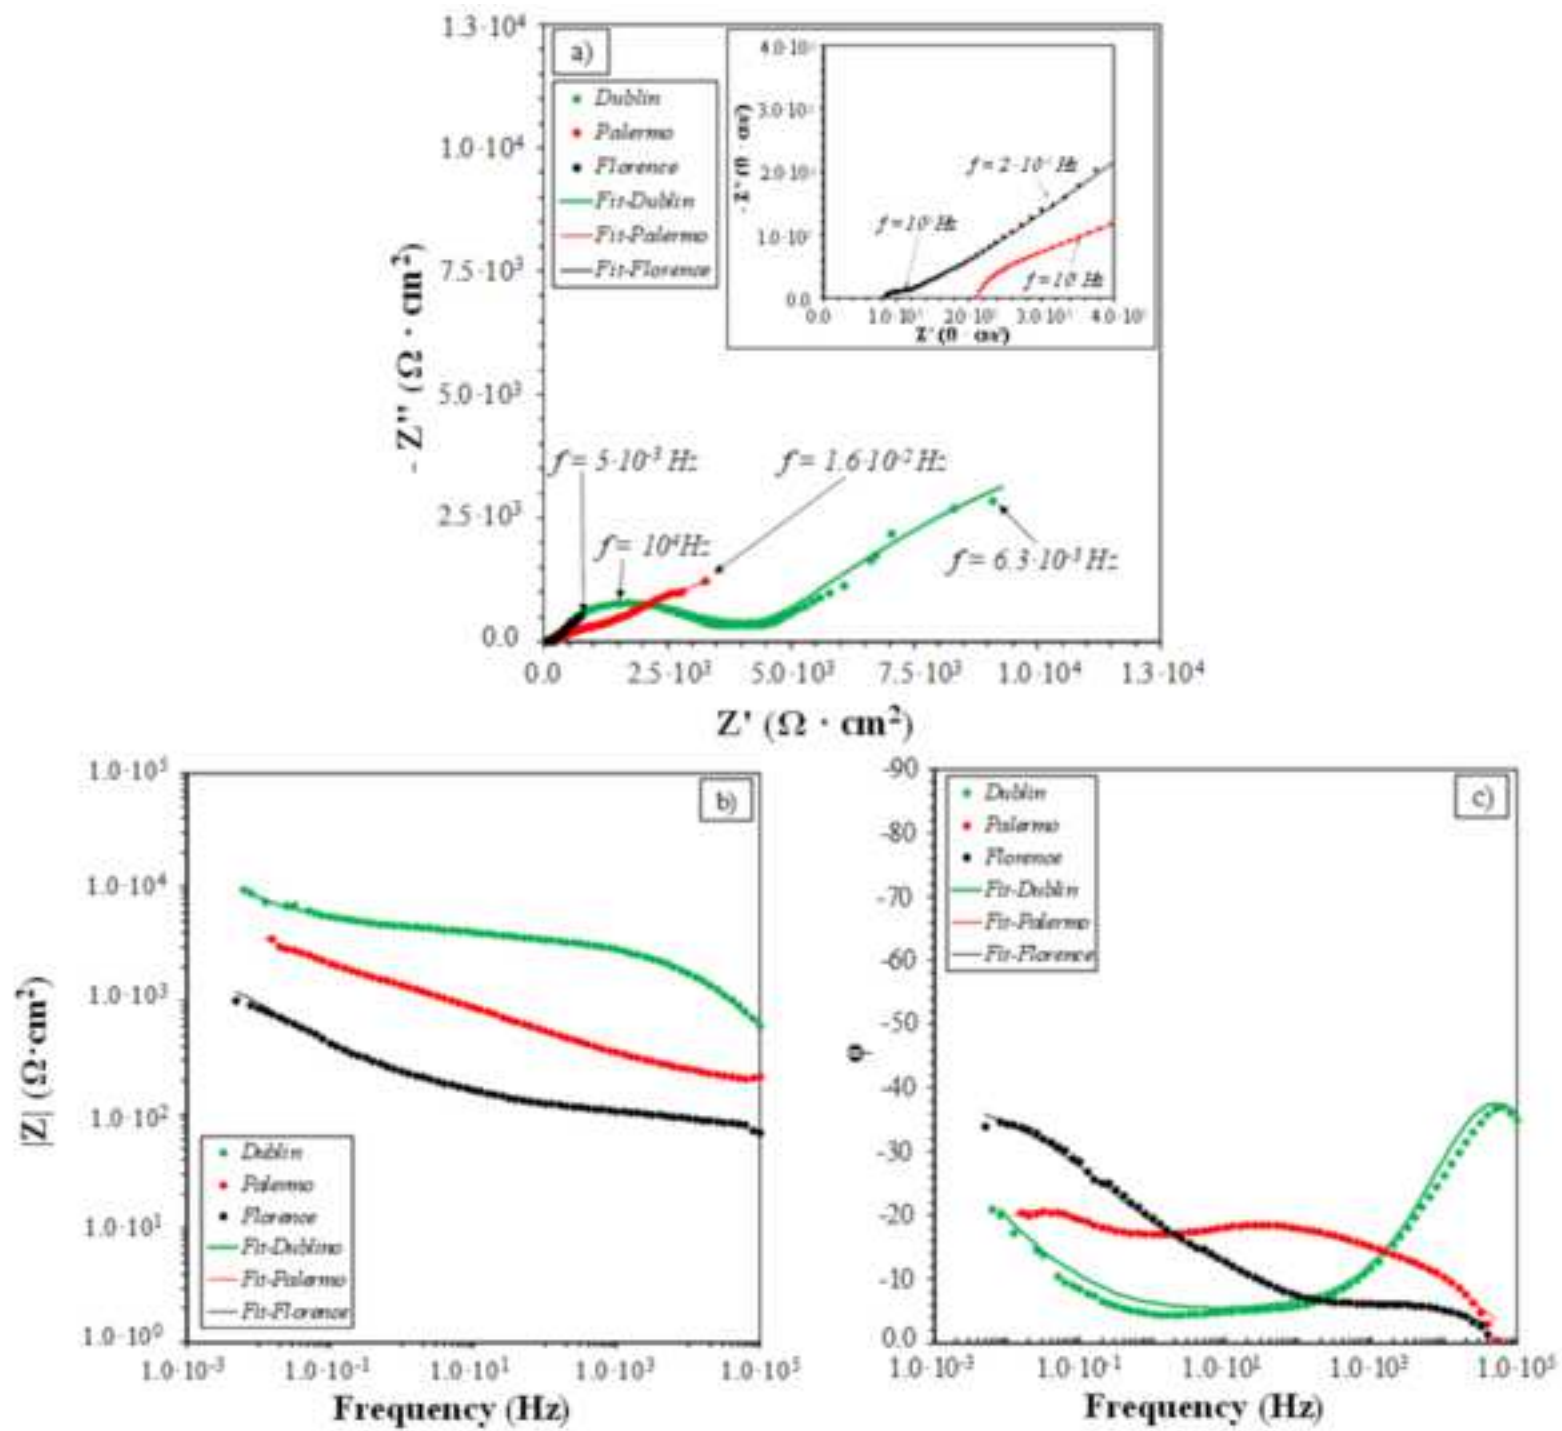 a)
1.3·10⁴
1.0·10⁴
7.5·10³
5.0·10³
2.5·10³
0.0
- Z'' (Ω · cm²)
Dublin
Palermo
Florence
Fit-Dublin
Fit-Palermo
Fit-Florence
0.0
0.0
f = 5·10⁻³ Hz
f = 1.6·10⁻² Hz
f = 10⁴Hz
f = 6.3·10⁻³ Hz
0.0 2.5·10³ 5.0·10³ 7.5·10³ 1.0·10⁴ 1.3·10⁴
Z' (Ω · cm²)
b)
1.0·10⁵
1.0·10⁴
1.0·10³
1.0·10²
1.0·10¹
1.0·10⁰
|Z| (Ω·cm²)
Dublin
Palermo
Florence
Fit-Dublino
Fit-Palermo
Fit-Florence
1.0·10⁻³ 1.0·10⁻¹ 1.0·10¹ 1.0·10³ 1.0·10⁵
Frequency (Hz)
c)
-90
-80
-70
-60
-50
-40
-30
-20
-10
0.0
φ
Dublin
Palermo
Florence
Fit-Dublin
Fit-Palermo
Fit-Florence
1.0·10⁻³ 1.0·10⁻¹ 1.0·10¹ 1.0·10³ 1.0·10⁵
Frequency (Hz)